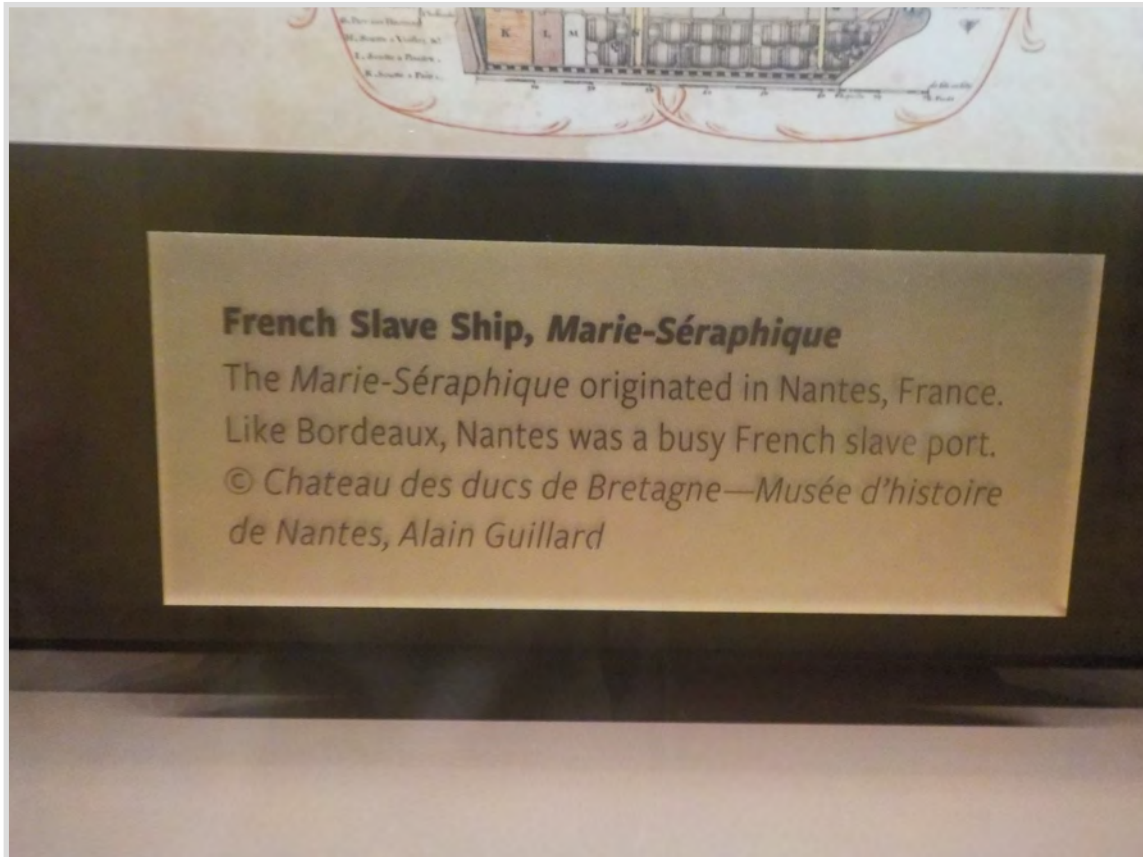 K L M
French Slave Ship, Marie-Séraphique
The Marie-Séraphique originated in Nantes, France.
Like Bordeaux, Nantes was a busy French slave port.
© Chateau des ducs de Bretagne—Musée d'histoire
de Nantes, Alain Guillard